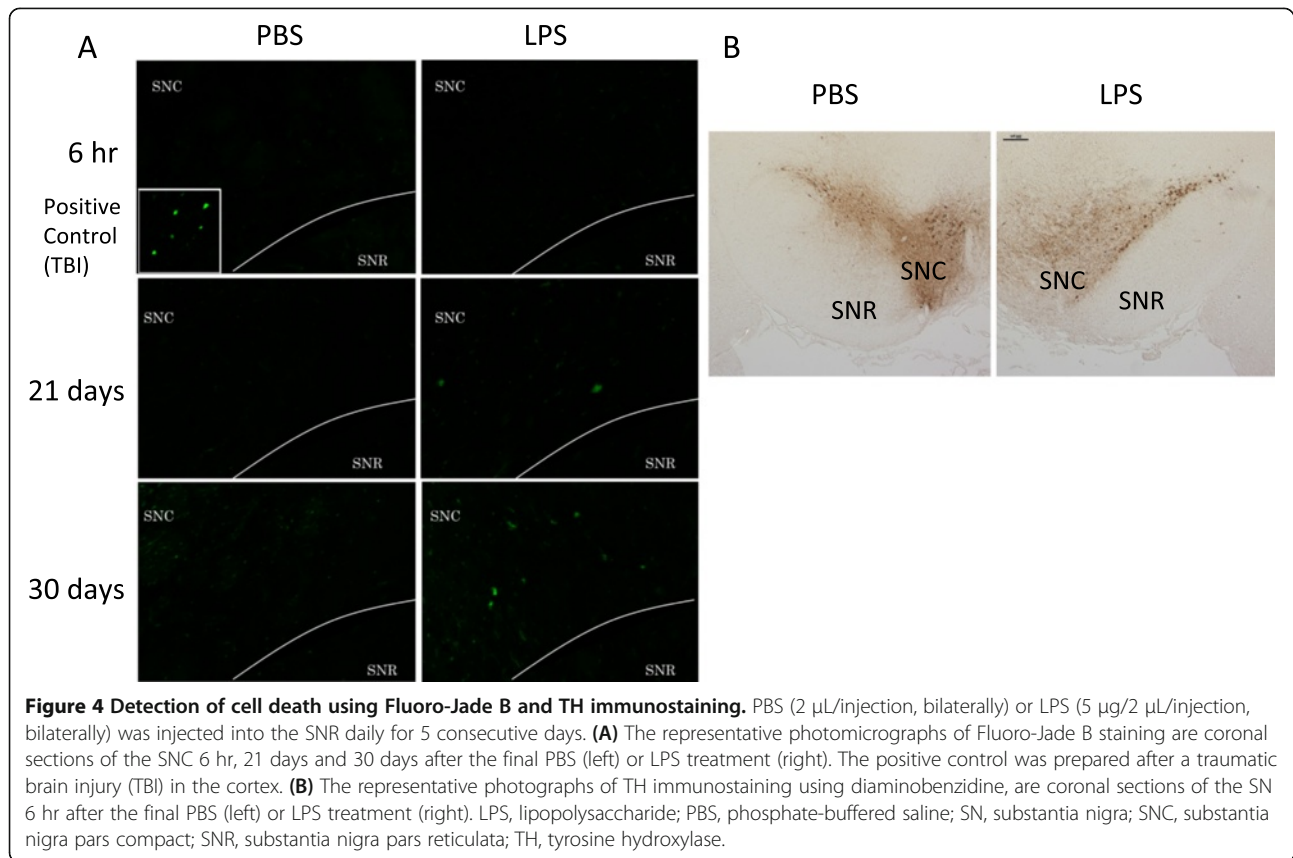 A
PBS
LPS
6 hr
Positive
Control
(TBI)
SNC
SNR
SNC
SNR
21 days
SNC
SNR
SNC
SNR
30 days
SNC
SNR
SNC
SNR
B
PBS
LPS
SNC
SNR
SNC
SNR
Figure 4 Detection of cell death using Fluoro-Jade B and TH immunostaining. PBS (2 μL/injection, bilaterally) or LPS (5 μg/2 μL/injection,
bilaterally) was injected into the SNR daily for 5 consecutive days. (A) The representative photomicrographs of Fluoro-Jade B staining are coronal
sections of the SNC 6 hr, 21 days and 30 days after the final PBS (left) or LPS treatment (right). The positive control was prepared after a traumatic
brain injury (TBI) in the cortex. (B) The representative photographs of TH immunostaining using diaminobenzidine, are coronal sections of the SN
6 hr after the final PBS (left) or LPS treatment (right). LPS, lipopolysaccharide; PBS, phosphate-buffered saline; SN, substantia nigra; SNC, substantia
nigra pars compact; SNR, substantia nigra pars reticulata; TH, tyrosine hydroxylase.